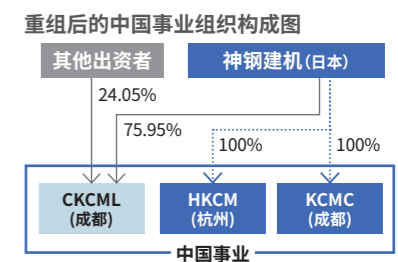 重组后的中国事业组织构成图
其他出资者
神钢建机(日本)
24.05%
75.95%
100%
100%
CKCML
(成都)
HKCM
(杭州)
KCMC
(成都)
中国事业